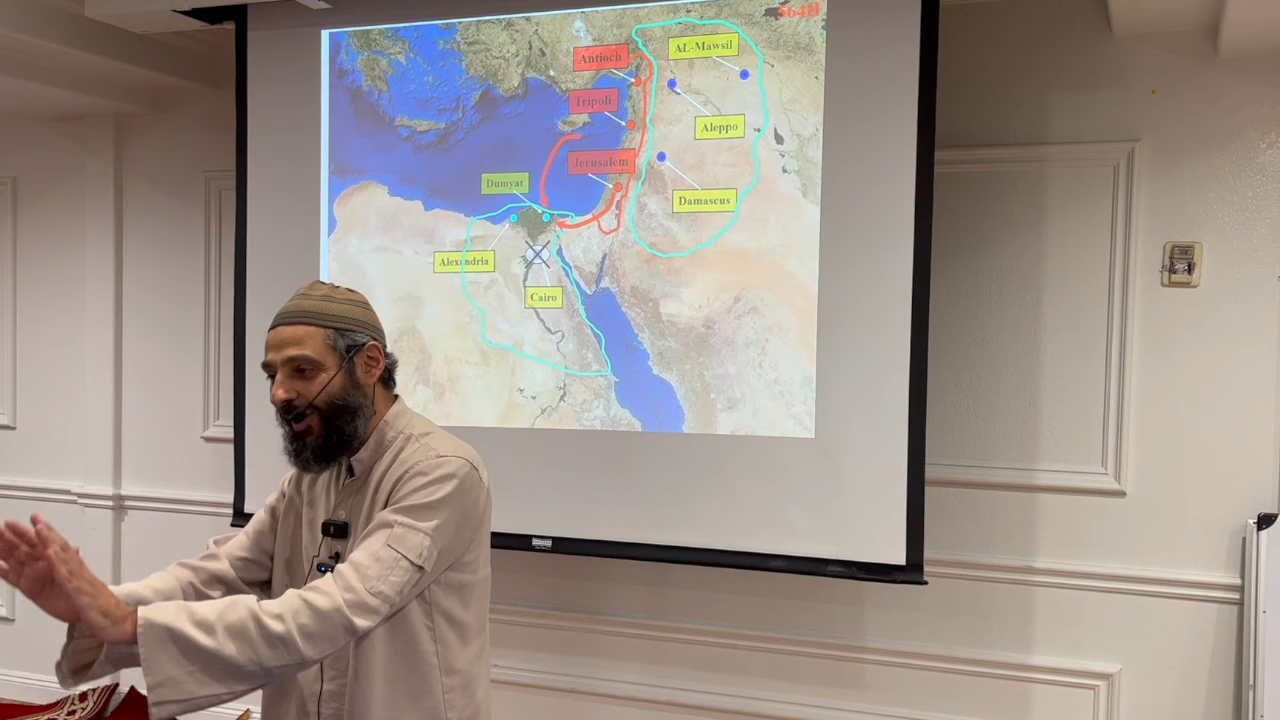 564H
AL-Mawsil
Antioch
Tripoli
Aleppo
Jerusalem
Dumyat
Damascus
Alexandria
Cairo